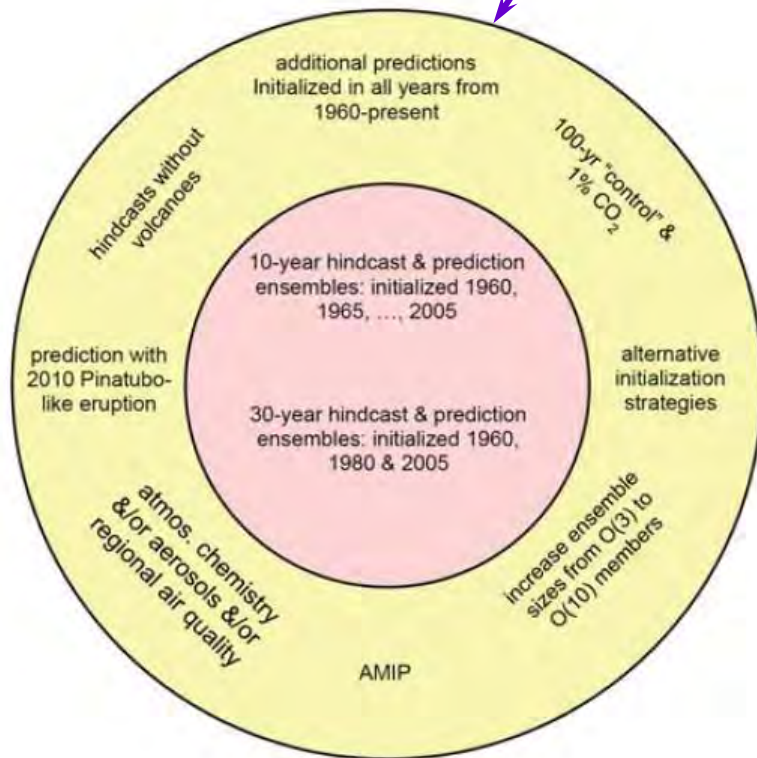 additional predictions
Initialized in all years from
1960-present
hindcasts without
volcanoes
100-yr "control" &
1% CO₂
10-year hindcast & prediction
ensembles: initialized 1960,
1965, ..., 2005
prediction with
2010 Pinatubo-
like eruption
alternative
initialization
strategies
30-year hindcast & prediction
ensembles: initialized 1960,
1980 & 2005
atmos. chemistry
&/or aerosols &/or
regional air quality
increase ensemble
sizes from O(3) to
O(10) members
AMIP